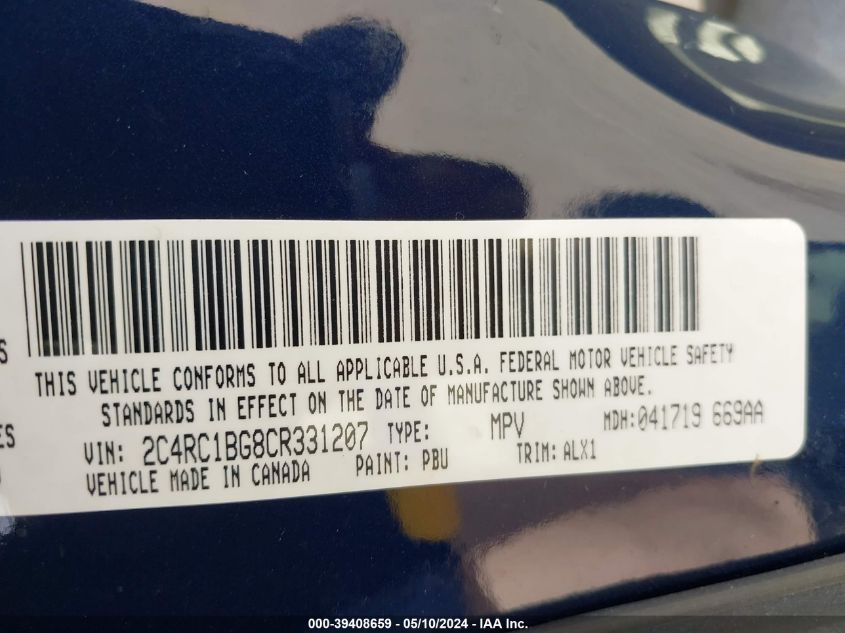 S
THIS VEHICLE CONFORMS TO ALL APPLICABLE U.S.A. FEDERAL MOTOR VEHICLE SAFETY
STANDARDS IN EFFECT ON THE DATE OF MANUFACTURE SHOWN ABOVE.
ES
VIN: 2C4RC1BG8CR331207 TYPE: MPV MDH:041719 669AA
VEHICLE MADE IN CANADA PAINT: PBU TRIM: ALX1
000-39408659 - 05/10/2024 - IAA Inc.